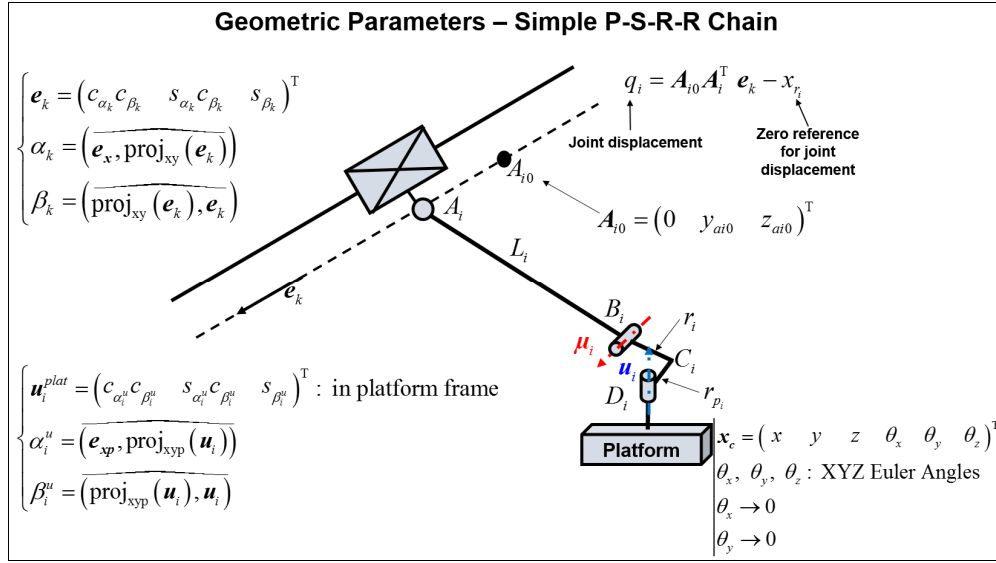 Geometric Parameters – Simple P-S-R-R Chain
e_k = (c_{α_k} c_{β_k}   s_{α_k} c_{β_k}   s_{β_k})^T
α_k = (e_x, proj_xy (e_k))
β_k = (proj_xy (e_k), e_k)
q_i = A_{i0} A_i^T e_k − x_{r_i}
Joint displacement
Zero reference
for joint
displacement
A_{i0}
A_i
A_{i0} = (0   y_{ai0}   z_{ai0})^T
L_i
e_k
B_i
r_i
μ_i
C_i
u_i
D_i
r_{p_i}
Platform
u_i^{plat} = (c_{α_i^u} c_{β_i^u}   s_{α_i^u} c_{β_i^u}   s_{β_i^u})^T : in platform frame
α_i^u = (e_{xp}, proj_xyp (u_i))
β_i^u = (proj_xyp (u_i), u_i)
x_c = (x   y   z   θ_x   θ_y   θ_z)^T
θ_x, θ_y, θ_z : XYZ Euler Angles
θ_x → 0
θ_y → 0